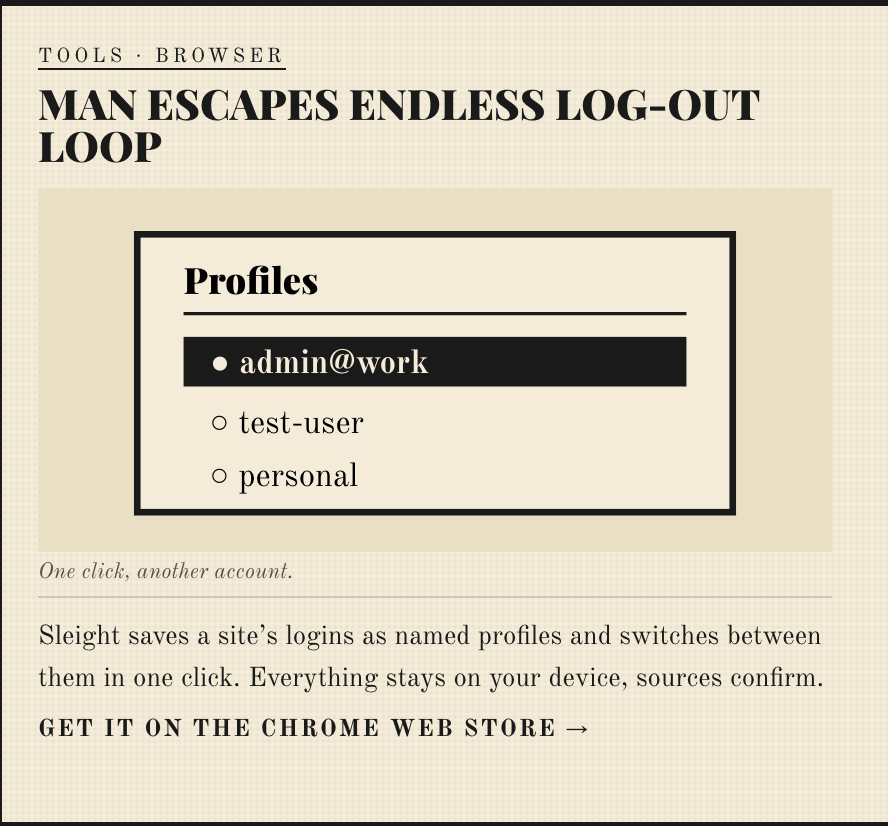 TOOLS · BROWSER
MAN ESCAPES ENDLESS LOG-OUT
LOOP
Profiles
● admin@work
○ test-user
○ personal
One click, another account.
Sleight saves a site’s logins as named profiles and switches between
them in one click. Everything stays on your device, sources confirm.
GET IT ON THE CHROME WEB STORE →